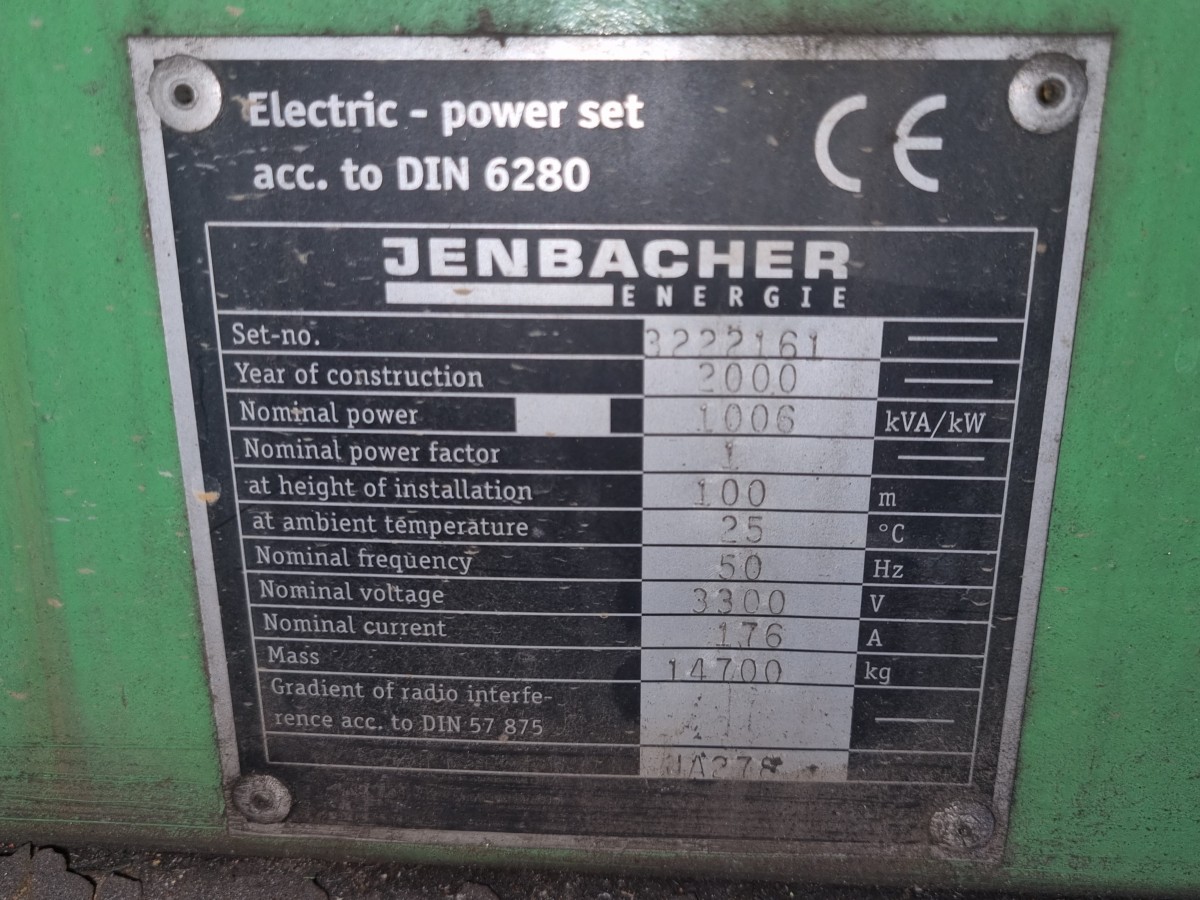 Electric - power set
acc. to DIN 6280
CE
JENBACHER
ENERGIE
Set-no. 3222161
Year of construction 2000
Nominal power 1006 kVA/kW
Nominal power factor 1
at height of installation 100 m
at ambient temperature 25 °C
Nominal frequency 50 Hz
Nominal voltage 3300 V
Nominal current 176 A
Mass 14700 kg
Gradient of radio interfe-
rence acc. to DIN 57 875